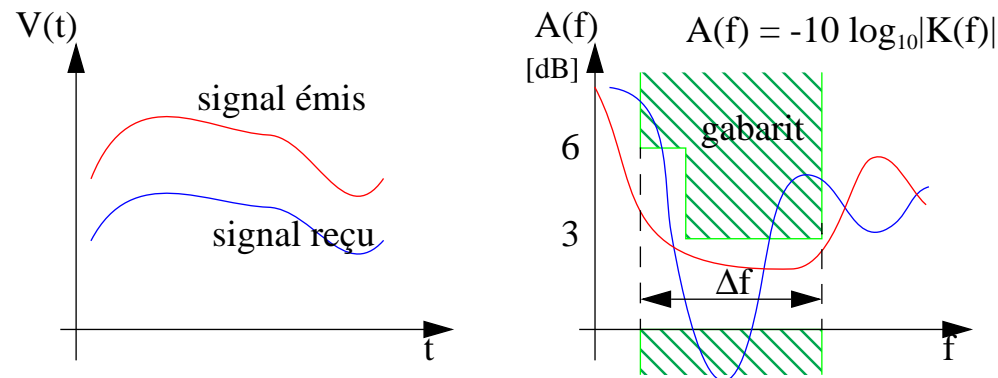 V(t)
signal émis
signal reçu
t
A(f)
[dB]
A(f) = -10 log₁₀|K(f)|
gabarit
6
3
Δf
f